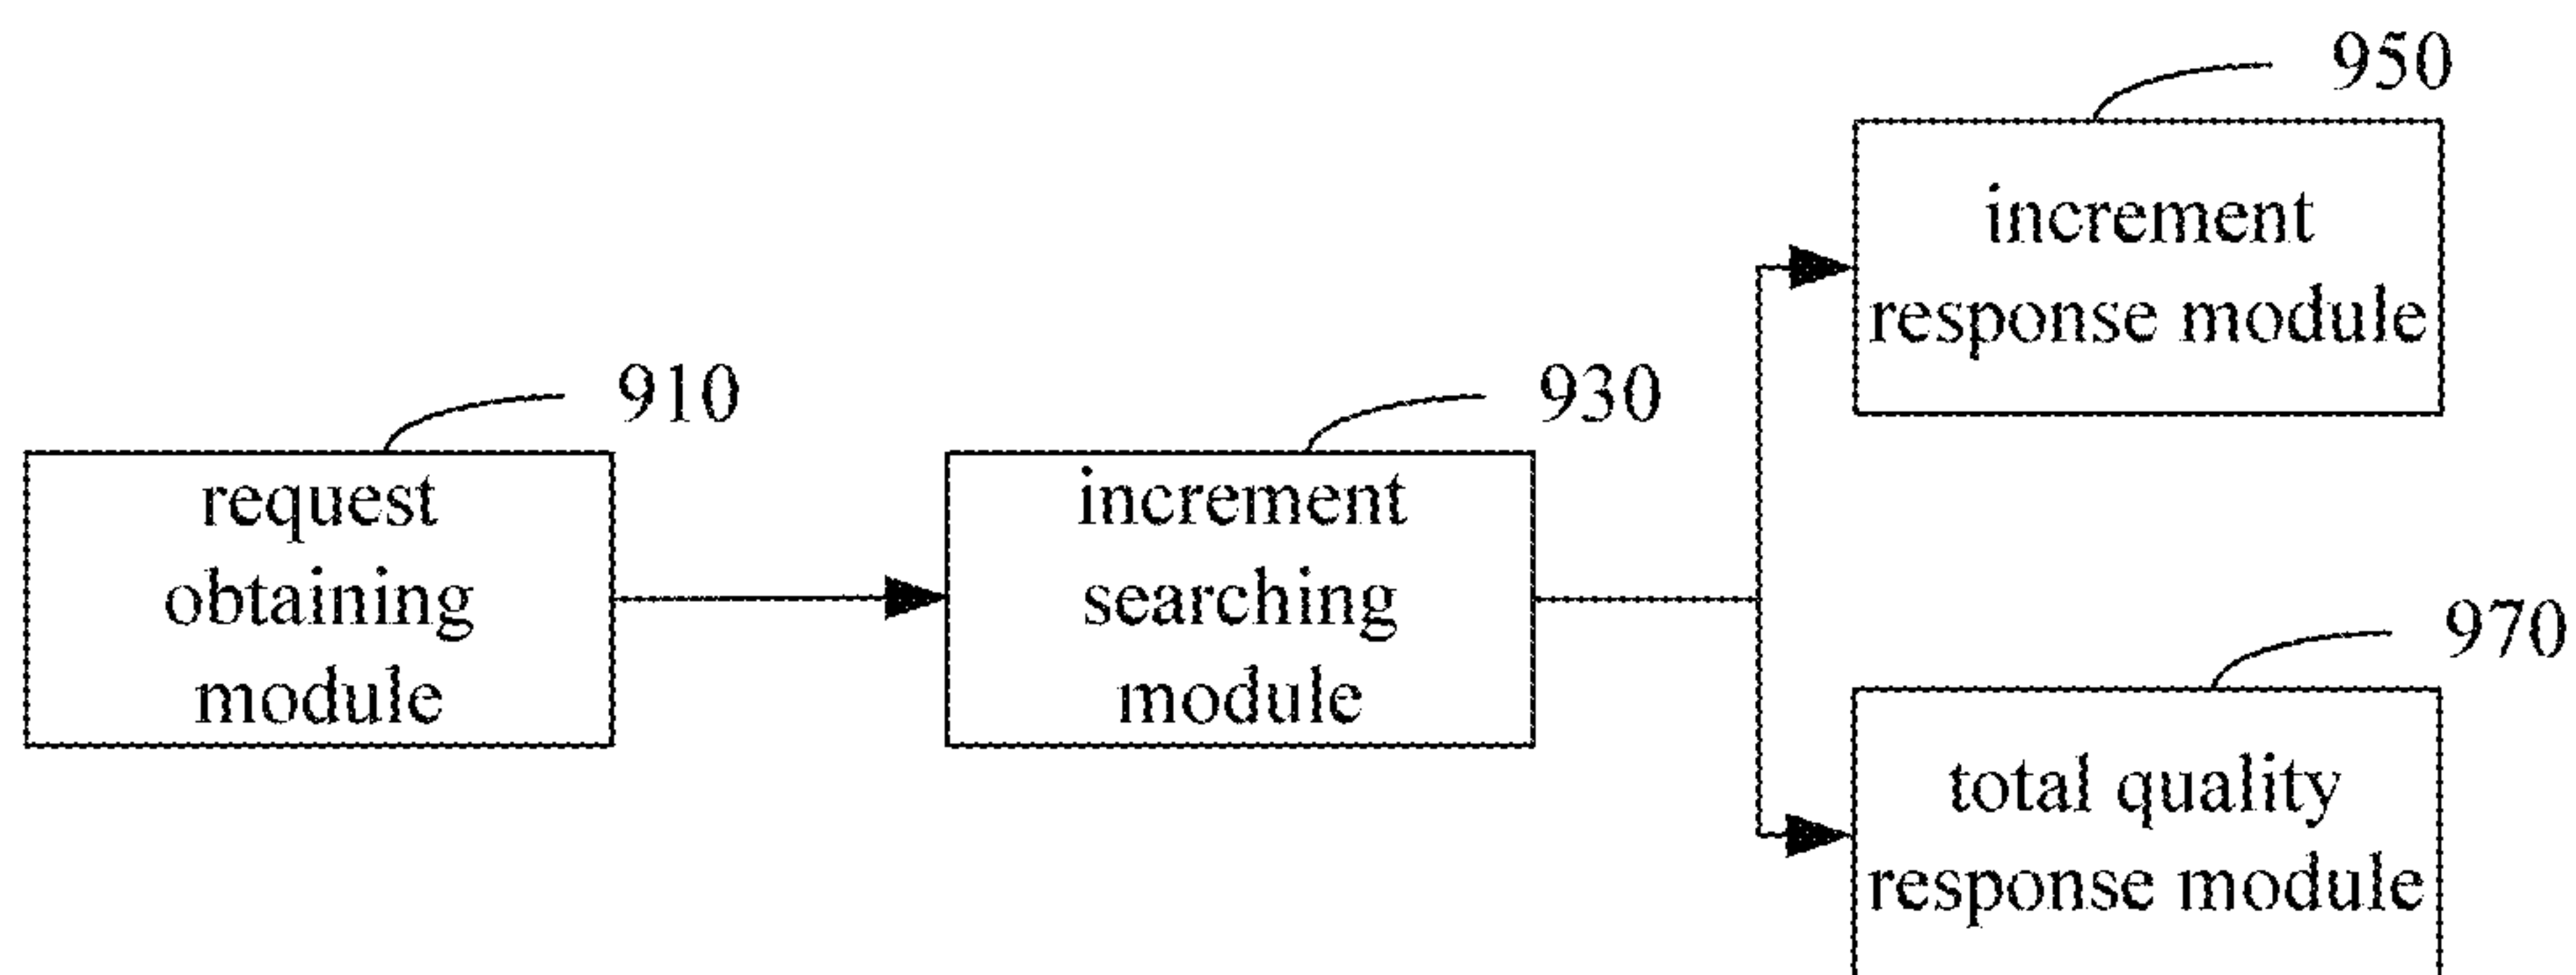 950
increment
response module
910
930
request
obtaining
module
increment
searching
module
970
total quality
response module